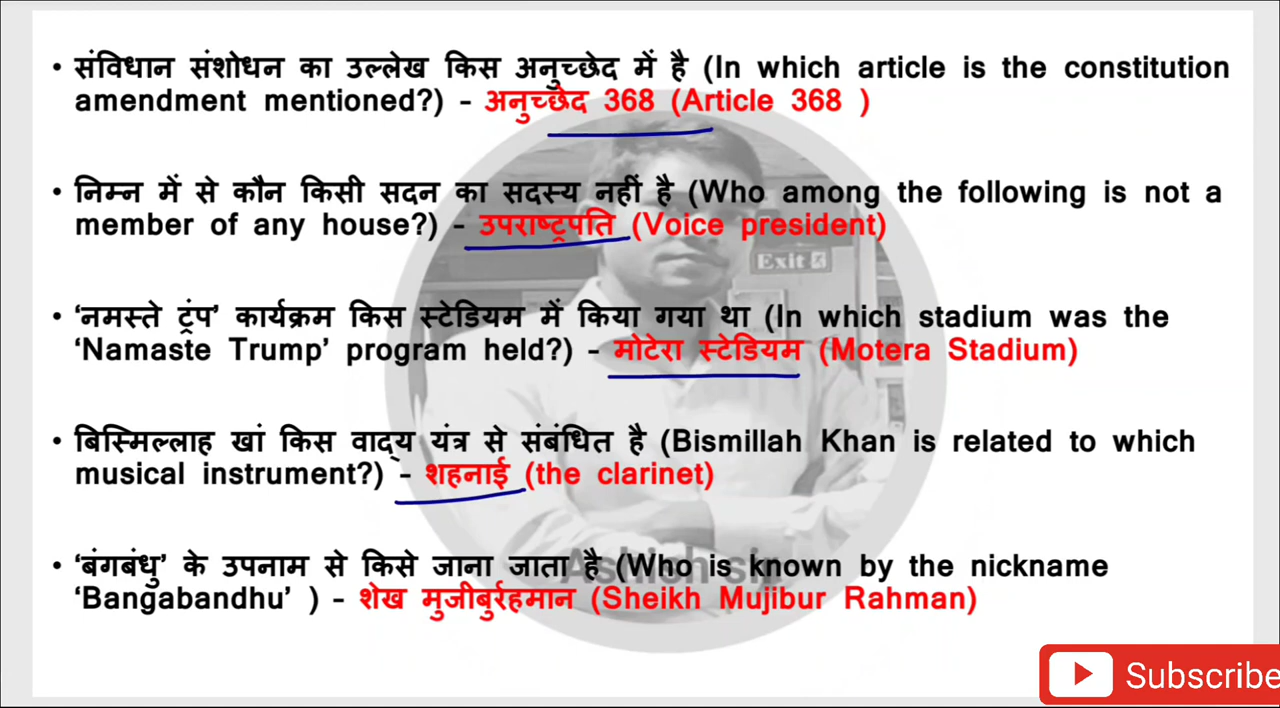 • संविधान संशोधन का उल्लेख किस अनुच्छेद में है (In which article is the constitution
amendment mentioned?) - अनुच्छेद 368 (Article 368 )
• निम्न में से कौन किसी सदन का सदस्य नहीं है (Who among the following is not a
member of any house?) - उपराष्ट्रपति (Voice president)
Exit
• ‘नमस्ते ट्रंप’ कार्यक्रम किस स्टेडियम में किया गया था (In which stadium was the
‘Namaste Trump’ program held?) - मोटेरा स्टेडियम (Motera Stadium)
• बिस्मिल्लाह खां किस वाद्य यंत्र से संबंधित है (Bismillah Khan is related to which
musical instrument?) - शहनाई (the clarinet)
• ‘बंगबंधु’ के उपनाम से किसे जाना जाता है (Who is known by the nickname
Ashish sir
‘Bangabandhu’ ) - शेख मुजीबुर्रहमान (Sheikh Mujibur Rahman)
Subscribe